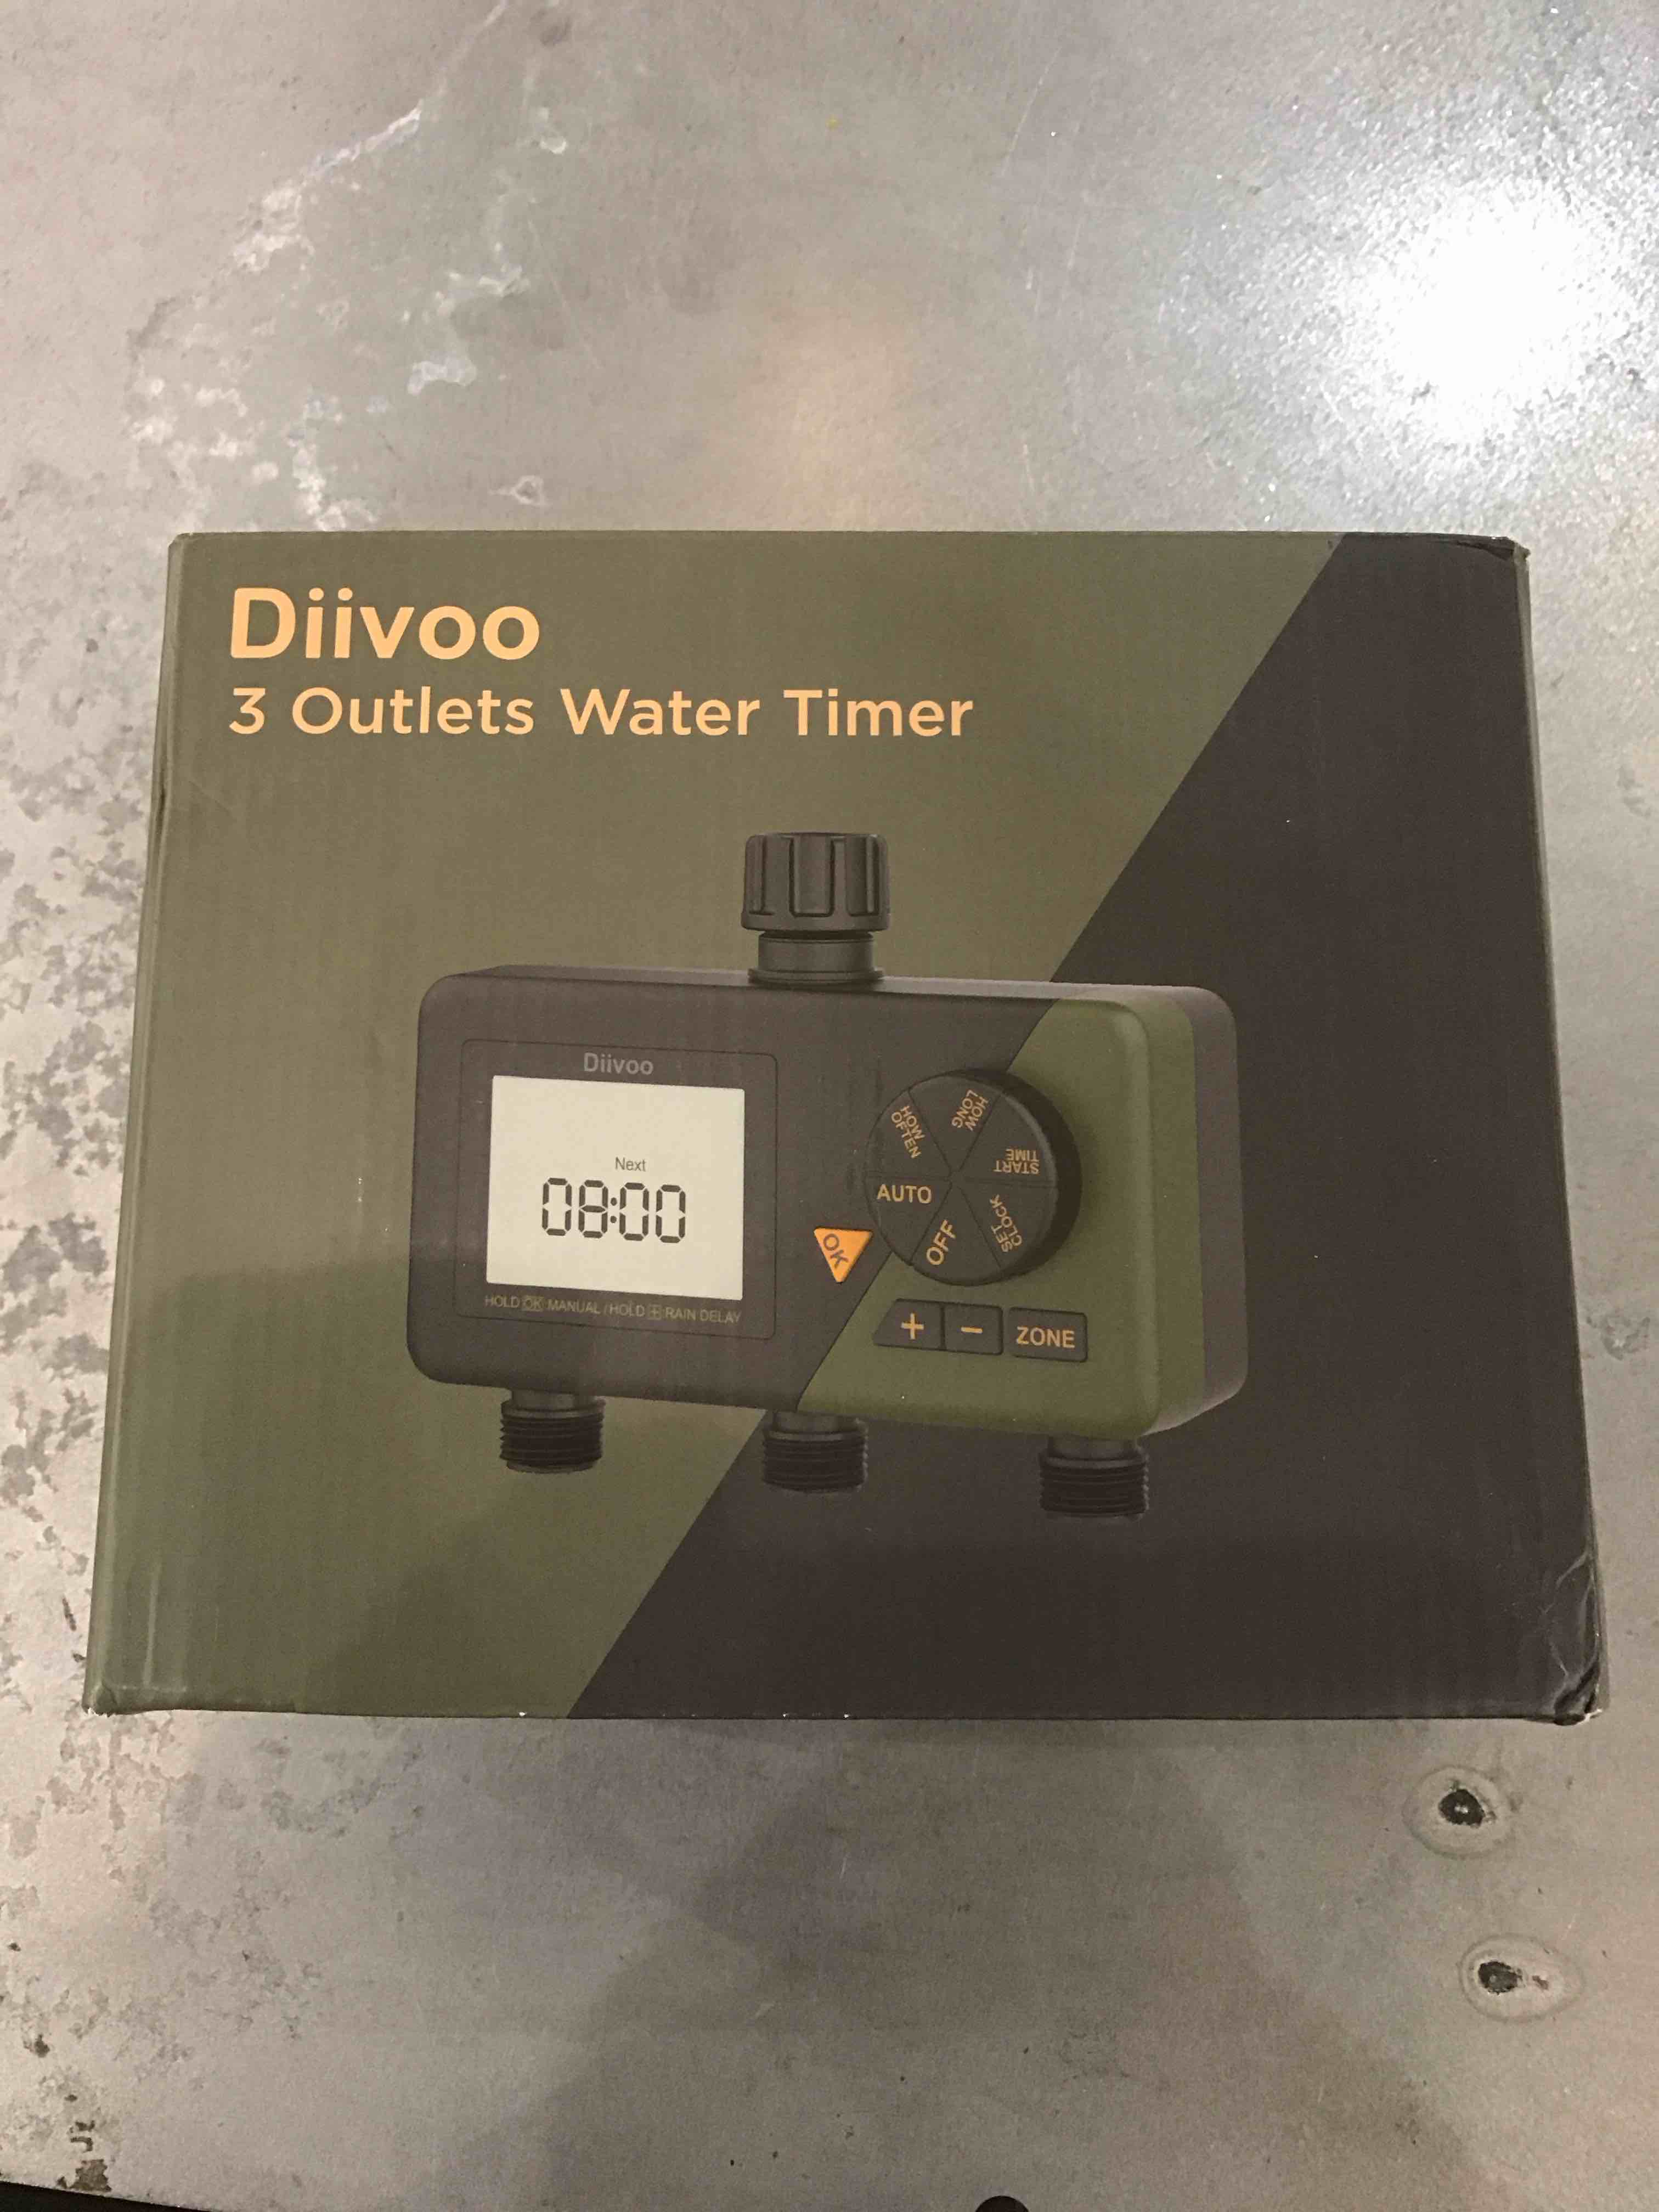 Diivoo
3 Outlets Water Timer
Diivoo
Next
08:00
HOLD OK: MANUAL / HOLD +: RAIN DELAY
HOW
OFTEN
HOW
LONG
START
TIME
SET
CLOCK
OFF
AUTO
OK
+
−
ZONE